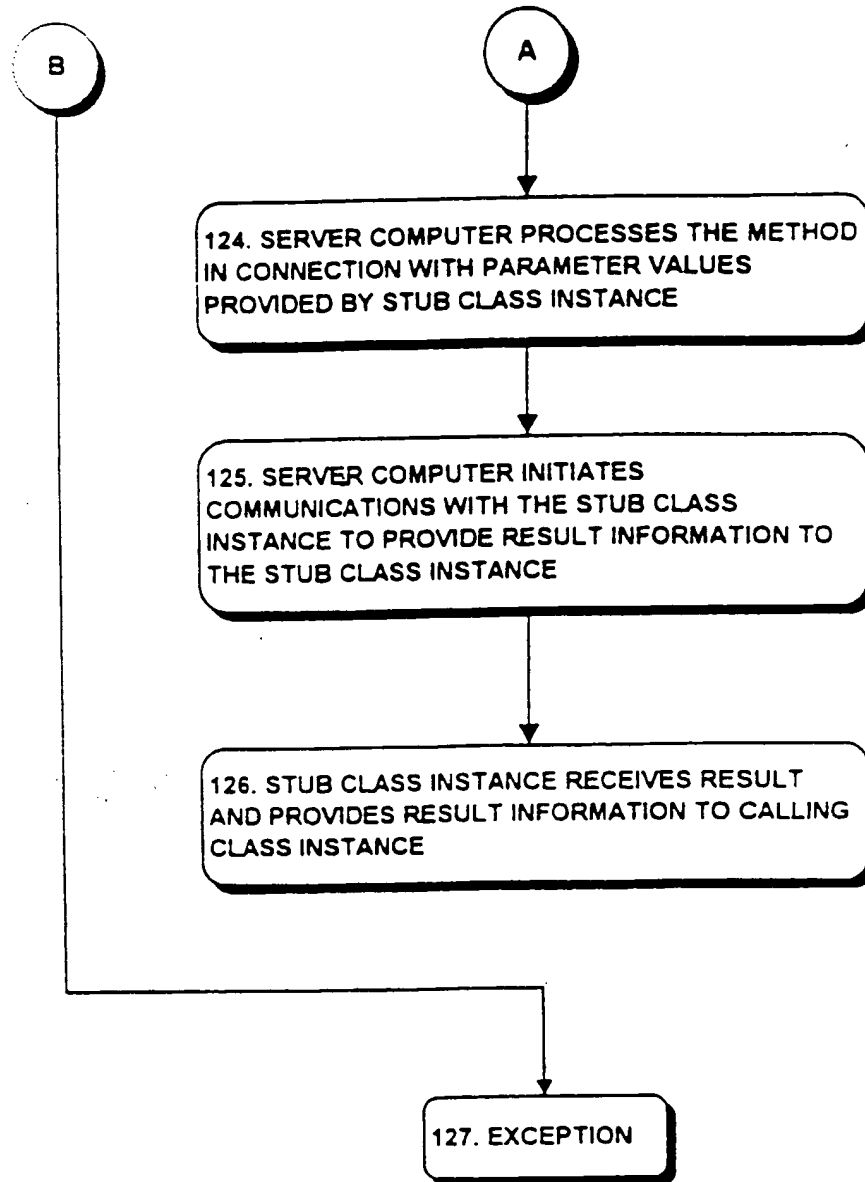 B
A
124. SERVER COMPUTER PROCESSES THE METHOD
IN CONNECTION WITH PARAMETER VALUES
PROVIDED BY STUB CLASS INSTANCE
125. SERVER COMPUTER INITIATES
COMMUNICATIONS WITH THE STUB CLASS
INSTANCE TO PROVIDE RESULT INFORMATION TO
THE STUB CLASS INSTANCE
126. STUB CLASS INSTANCE RECEIVES RESULT
AND PROVIDES RESULT INFORMATION TO CALLING
CLASS INSTANCE
127. EXCEPTION